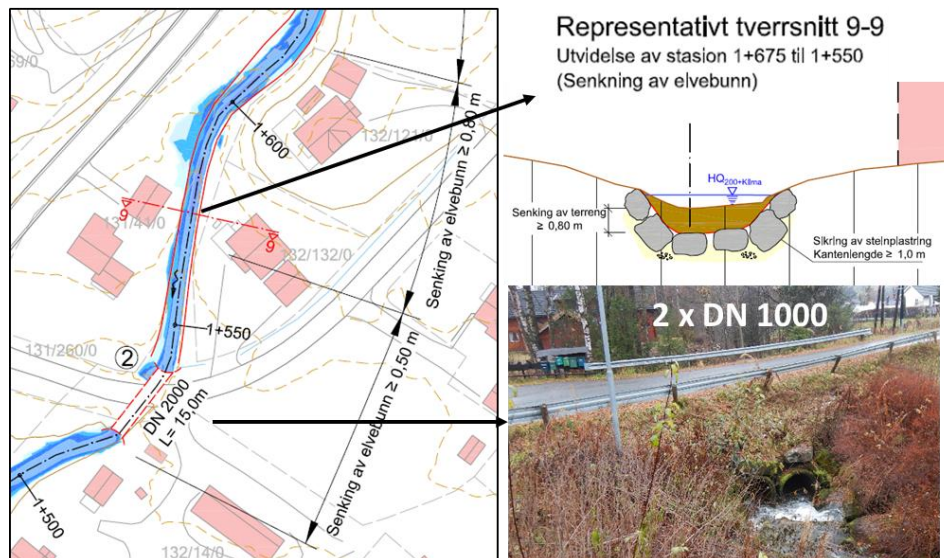 69/0
1+600
132/121/0
Senking av elvebunn ≥ 0,80 m
131/41/0
9
9
132/132/0
1+550
131/260/0
2
DN 2000
L= 15,0m
Senking av elvebunn ≥ 0,50 m
1+500
132/14/0
Representativt tverrsnitt 9-9
Utvidelse av stasion 1+675 til 1+550
(Senkning av elvebunn)
HQ200+Klima
Senking av terreng
≥ 0,80 m
Sikring av steinplastring
Kantenlengde ≥ 1,0 m
2 x DN 1000